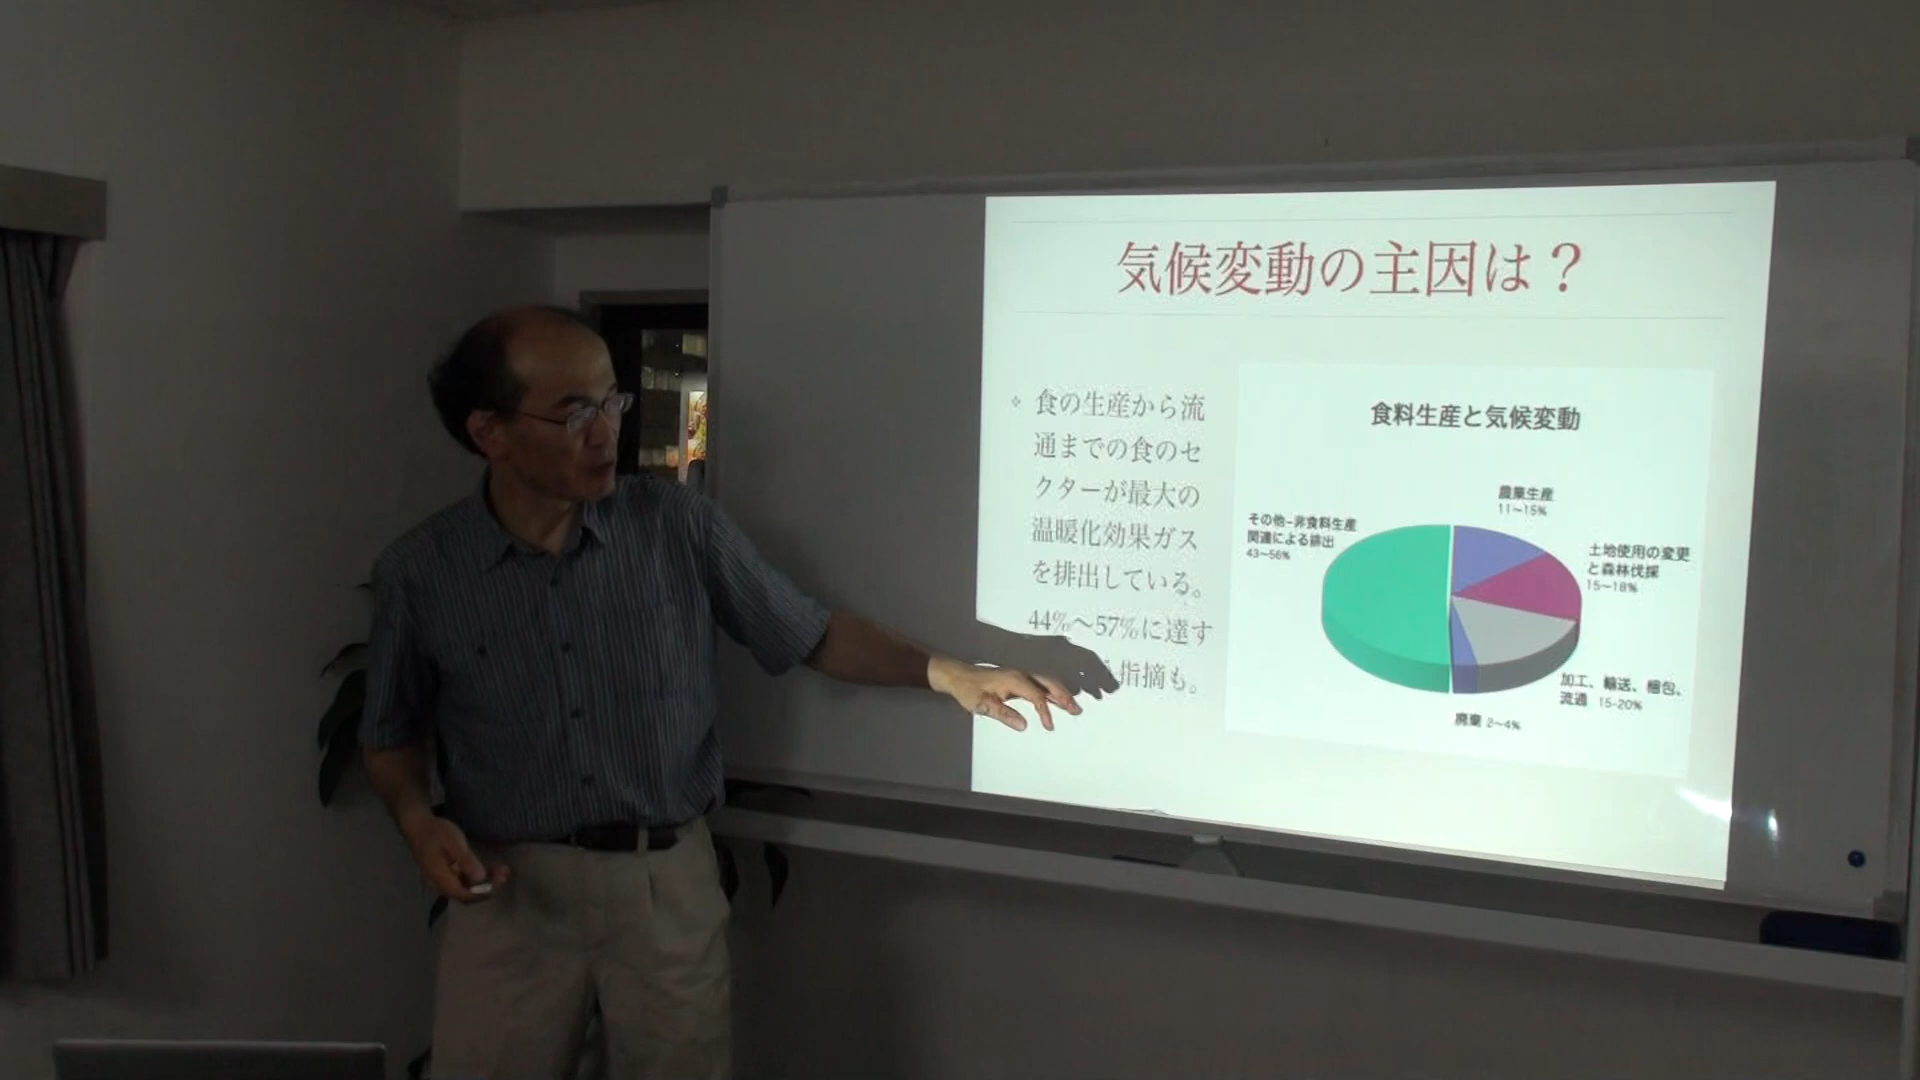 気候変動の主因は？
食の生産から流
通までの食のセ
クターが最大の
温暖化効果ガス
を排出している。
44%〜57%に達す
指摘も。
食料生産と気候変動
農業生産
11〜15%
その他–非食料生産
関連による排出
43〜56%
土地使用の変更
と森林伐採
15〜18%
加工、輸送、梱包、
流通 15-20%
廃棄 2〜4%